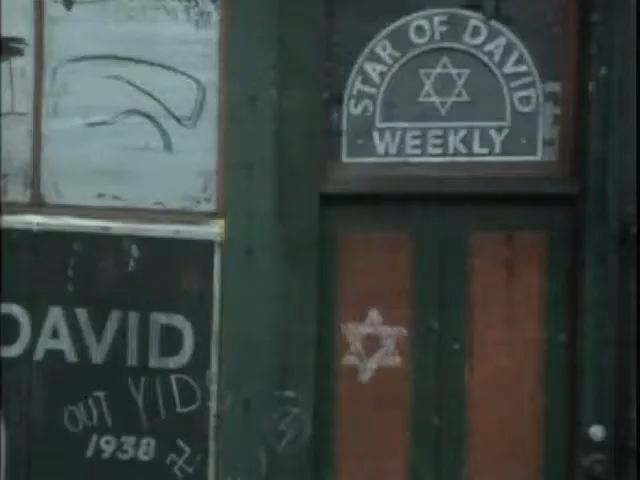 STAR OF DAVID
· WEEKLY ·
DAVID
OUT YIDS
1938